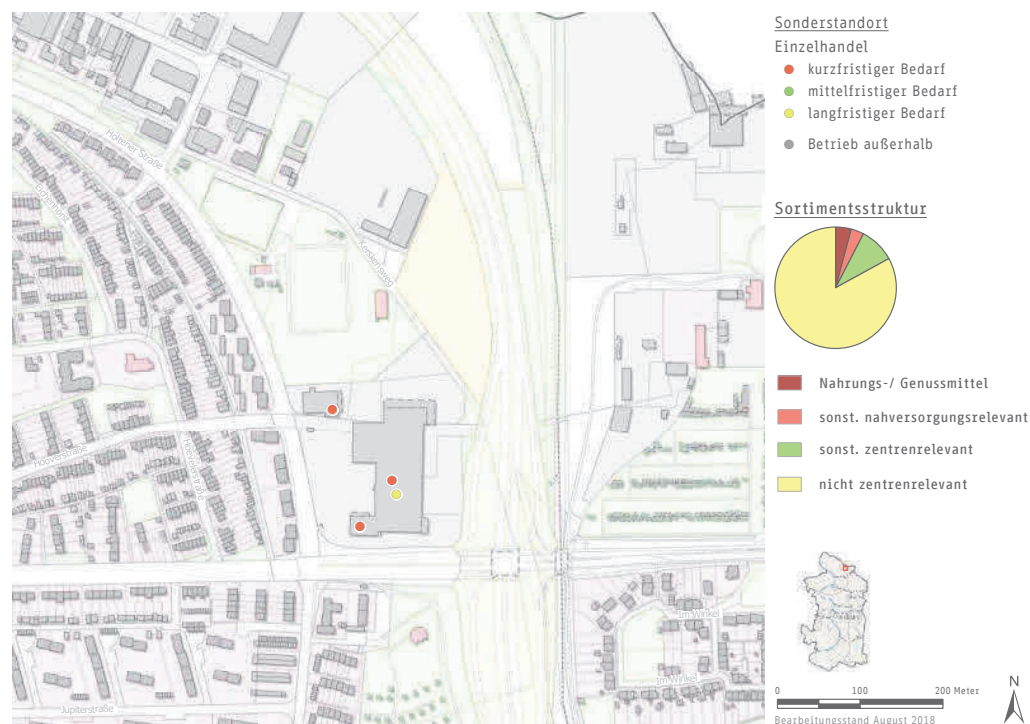 Sonderstandort
Einzelhandel
kurzfristiger Bedarf
mittelfristiger Bedarf
langfristiger Bedarf
Betrieb außerhalb
Sortimentsstruktur
Nahrungs-/ Genussmittel
sonst. nahversorgungsrelevant
sonst. zentrenrelevant
nicht zentrenrelevant
0 100 200 Meter
N
Bearbeitungsstand August 2018
Holtener Straße
Hooverstraße
Im Winkel
Im Winkel
Jupiterstraße